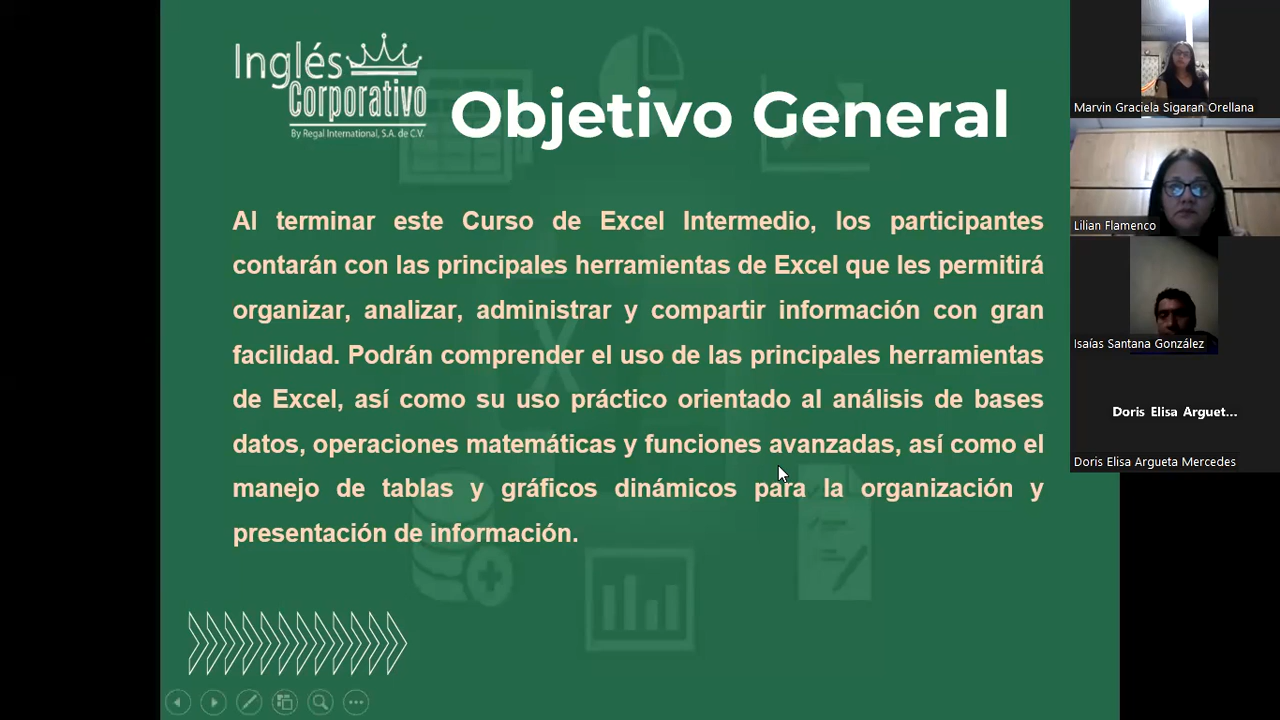 Inglés
Corporativo
By Regal International, S.A. de C.V.
Objetivo General
Al terminar este Curso de Excel Intermedio, los participantes
contarán con las principales herramientas de Excel que les permitirá
organizar, analizar, administrar y compartir información con gran
facilidad. Podrán comprender el uso de las principales herramientas
de Excel, así como su uso práctico orientado al análisis de bases
datos, operaciones matemáticas y funciones avanzadas, así como el
manejo de tablas y gráficos dinámicos para la organización y
presentación de información.
Marvin Graciela Sigaran Orellana
Lilian Flamenco
Isaías Santana González
Doris Elisa Arguet...
Doris Elisa Argueta Mercedes